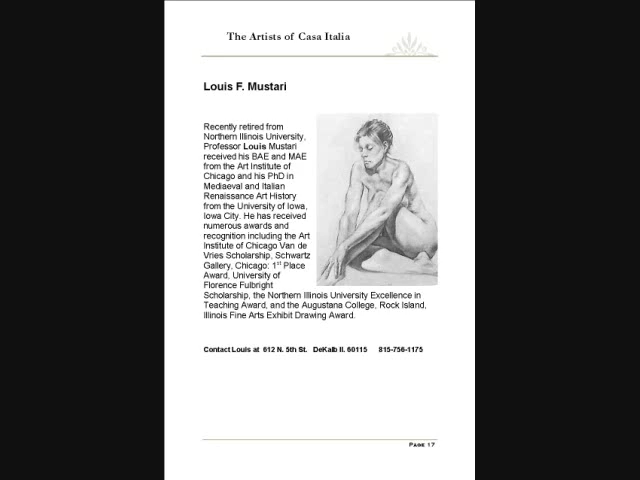 The Artists of Casa Italia
Louis F. Mustari
Recently retired from
Northern Illinois University,
Professor Louis Mustari
received his BAE and MAE
from the Art Institute of
Chicago and his PhD in
Mediaeval and Italian
Renaissance Art History
from the University of Iowa,
Iowa City. He has received
numerous awards and
recognition including the Art
Institute of Chicago Van de
Vries Scholarship, Schwartz
Gallery, Chicago: 1st Place
Award, University of
Florence Fulbright
Scholarship, the Northern Illinois University Excellence in
Teaching Award, and the Augustana College, Rock Island,
Illinois Fine Arts Exhibit Drawing Award.
Contact Louis at 612 N. 5th St. DeKalb Il. 60115 815-756-1175
Page 17